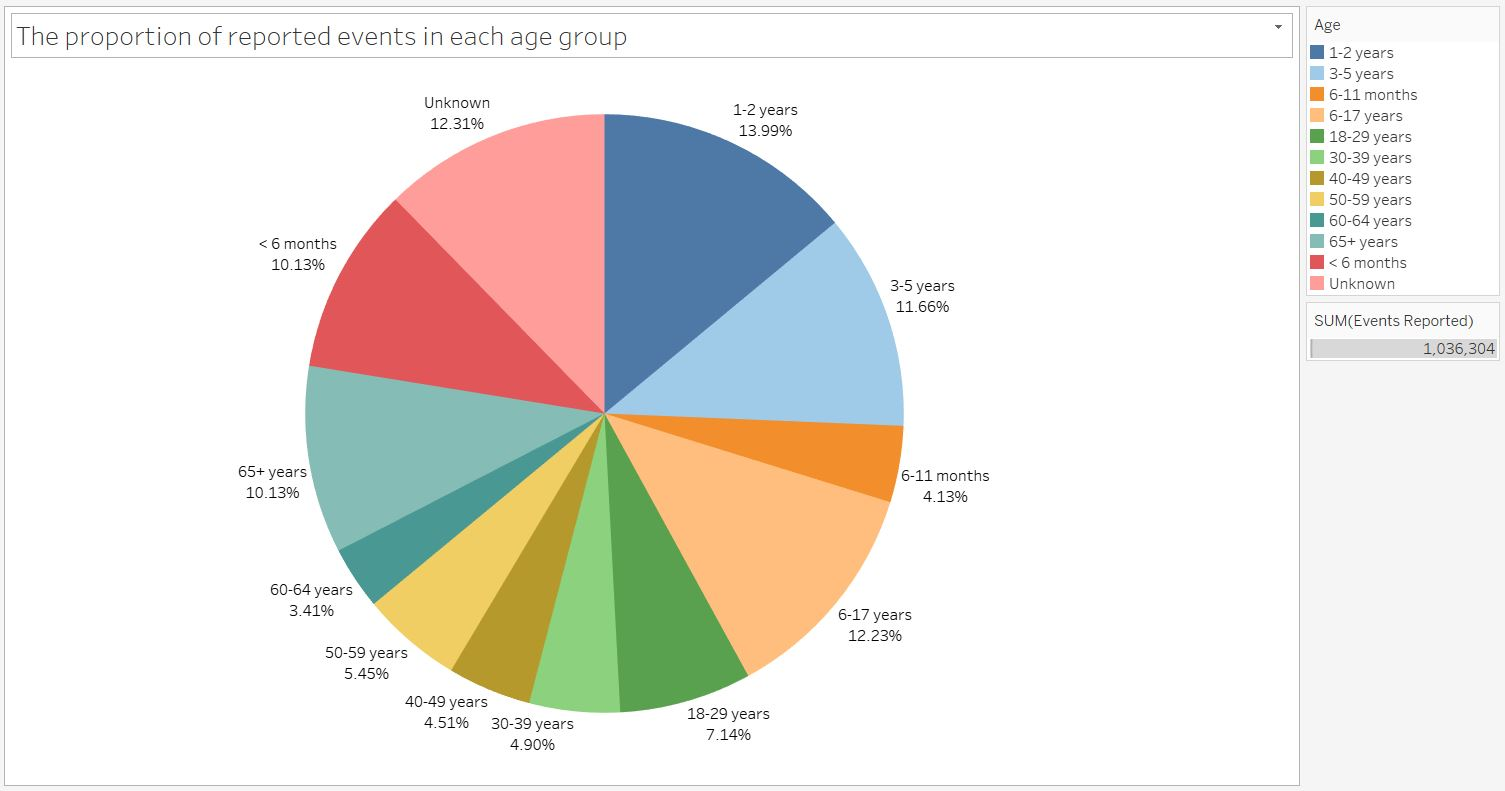 The proportion of reported events in each age group
Unknown
12.31%
1-2 years
13.99%
< 6 months
10.13%
3-5 years
11.66%
65+ years
10.13%
6-11 months
4.13%
60-64 years
3.41%
6-17 years
12.23%
50-59 years
5.45%
40-49 years
4.51%
30-39 years
4.90%
18-29 years
7.14%
Age
1-2 years
3-5 years
6-11 months
6-17 years
18-29 years
30-39 years
40-49 years
50-59 years
60-64 years
65+ years
< 6 months
Unknown
SUM(Events Reported)
1,036,304